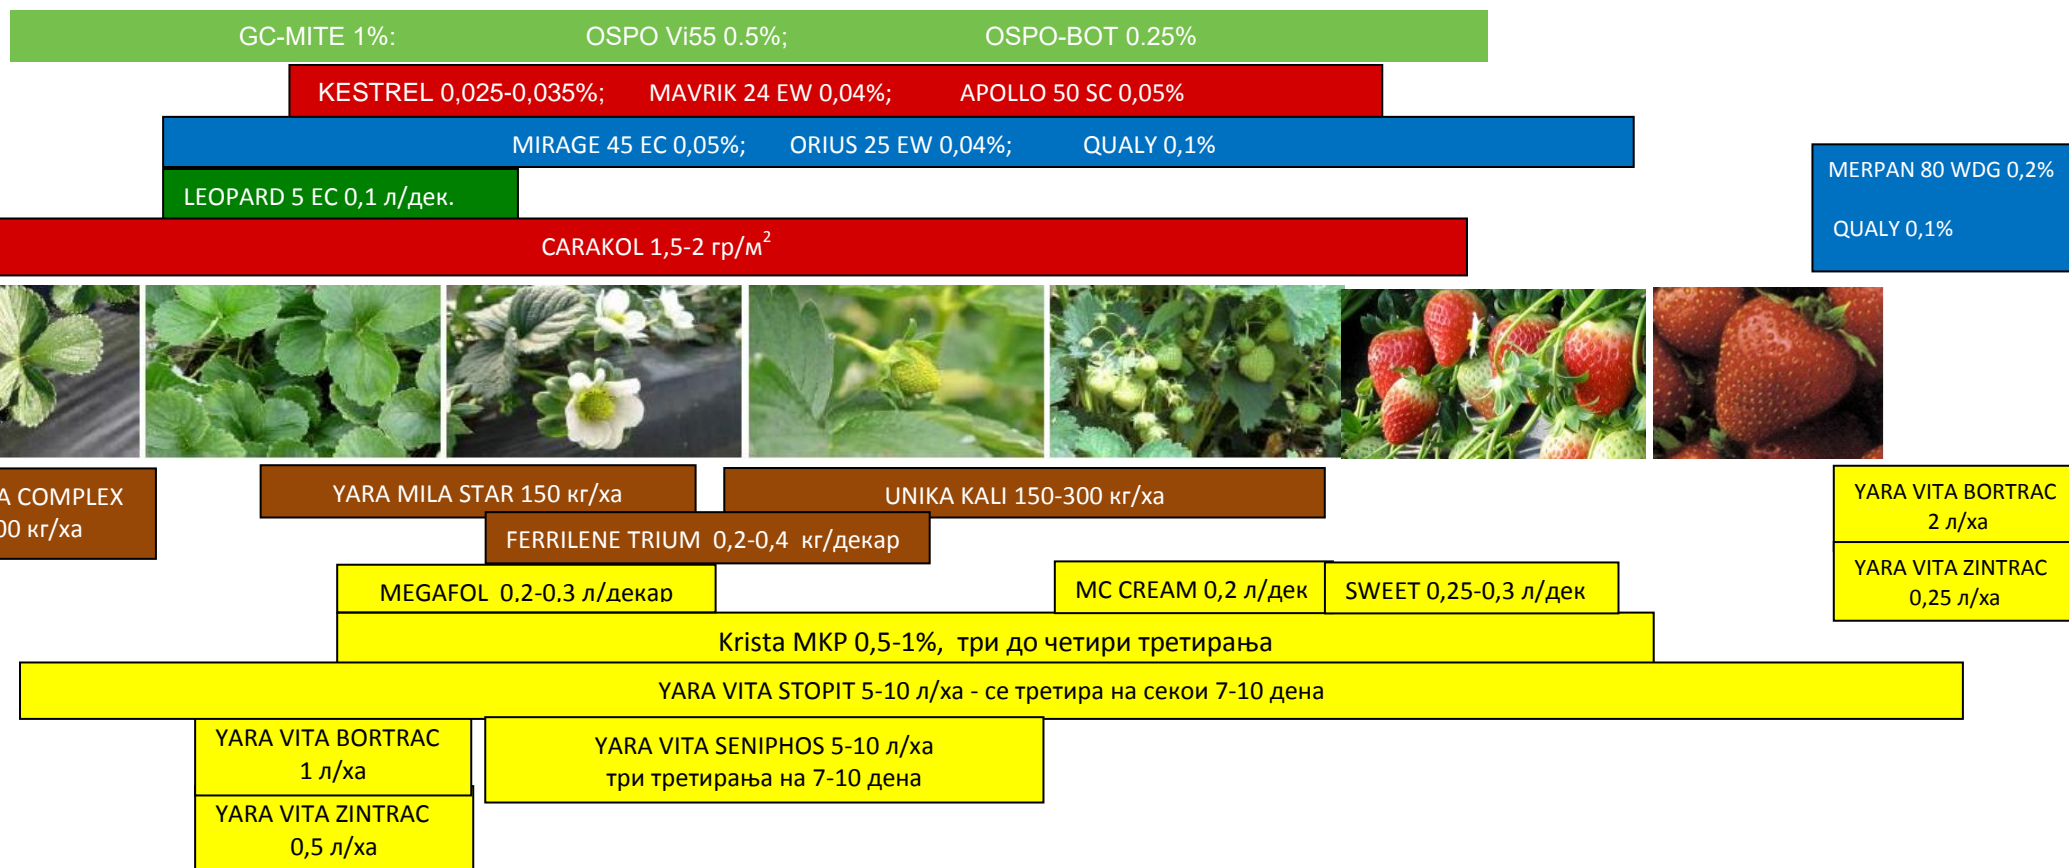 GC-MITE 1%: OSPO Vi55 0.5%; OSPO-BOT 0.25%
KESTREL 0,025-0,035%; MAVRIK 24 EW 0,04%; APOLLO 50 SC 0,05%
MIRAGE 45 EC 0,05%; ORIUS 25 EW 0,04%; QUALY 0,1%
MERPAN 80 WDG 0,2%
QUALY 0,1%
LEOPARD 5 EC 0,1 л/дек.
CARAKOL 1,5-2 гр/м²
A COMPLEX
00 кг/ха
YARA MILA STAR 150 кг/ха
UNIKA KALI 150-300 кг/ха
YARA VITA BORTRAC
2 л/ха
FERRILENE TRIUM 0,2-0,4 кг/декар
YARA VITA ZINTRAC
0,25 л/ха
MEGAFOL 0,2-0,3 л/декар
MC CREAM 0,2 л/дек
SWEET 0,25-0,3 л/дек
Krista MKP 0,5-1%, три до четири третирања
YARA VITA STOPIT 5-10 л/ха - се третира на секои 7-10 дена
YARA VITA BORTRAC
1 л/ха
YARA VITA SENIPHOS 5-10 л/ха
три третирања на 7-10 дена
YARA VITA ZINTRAC
0,5 л/ха